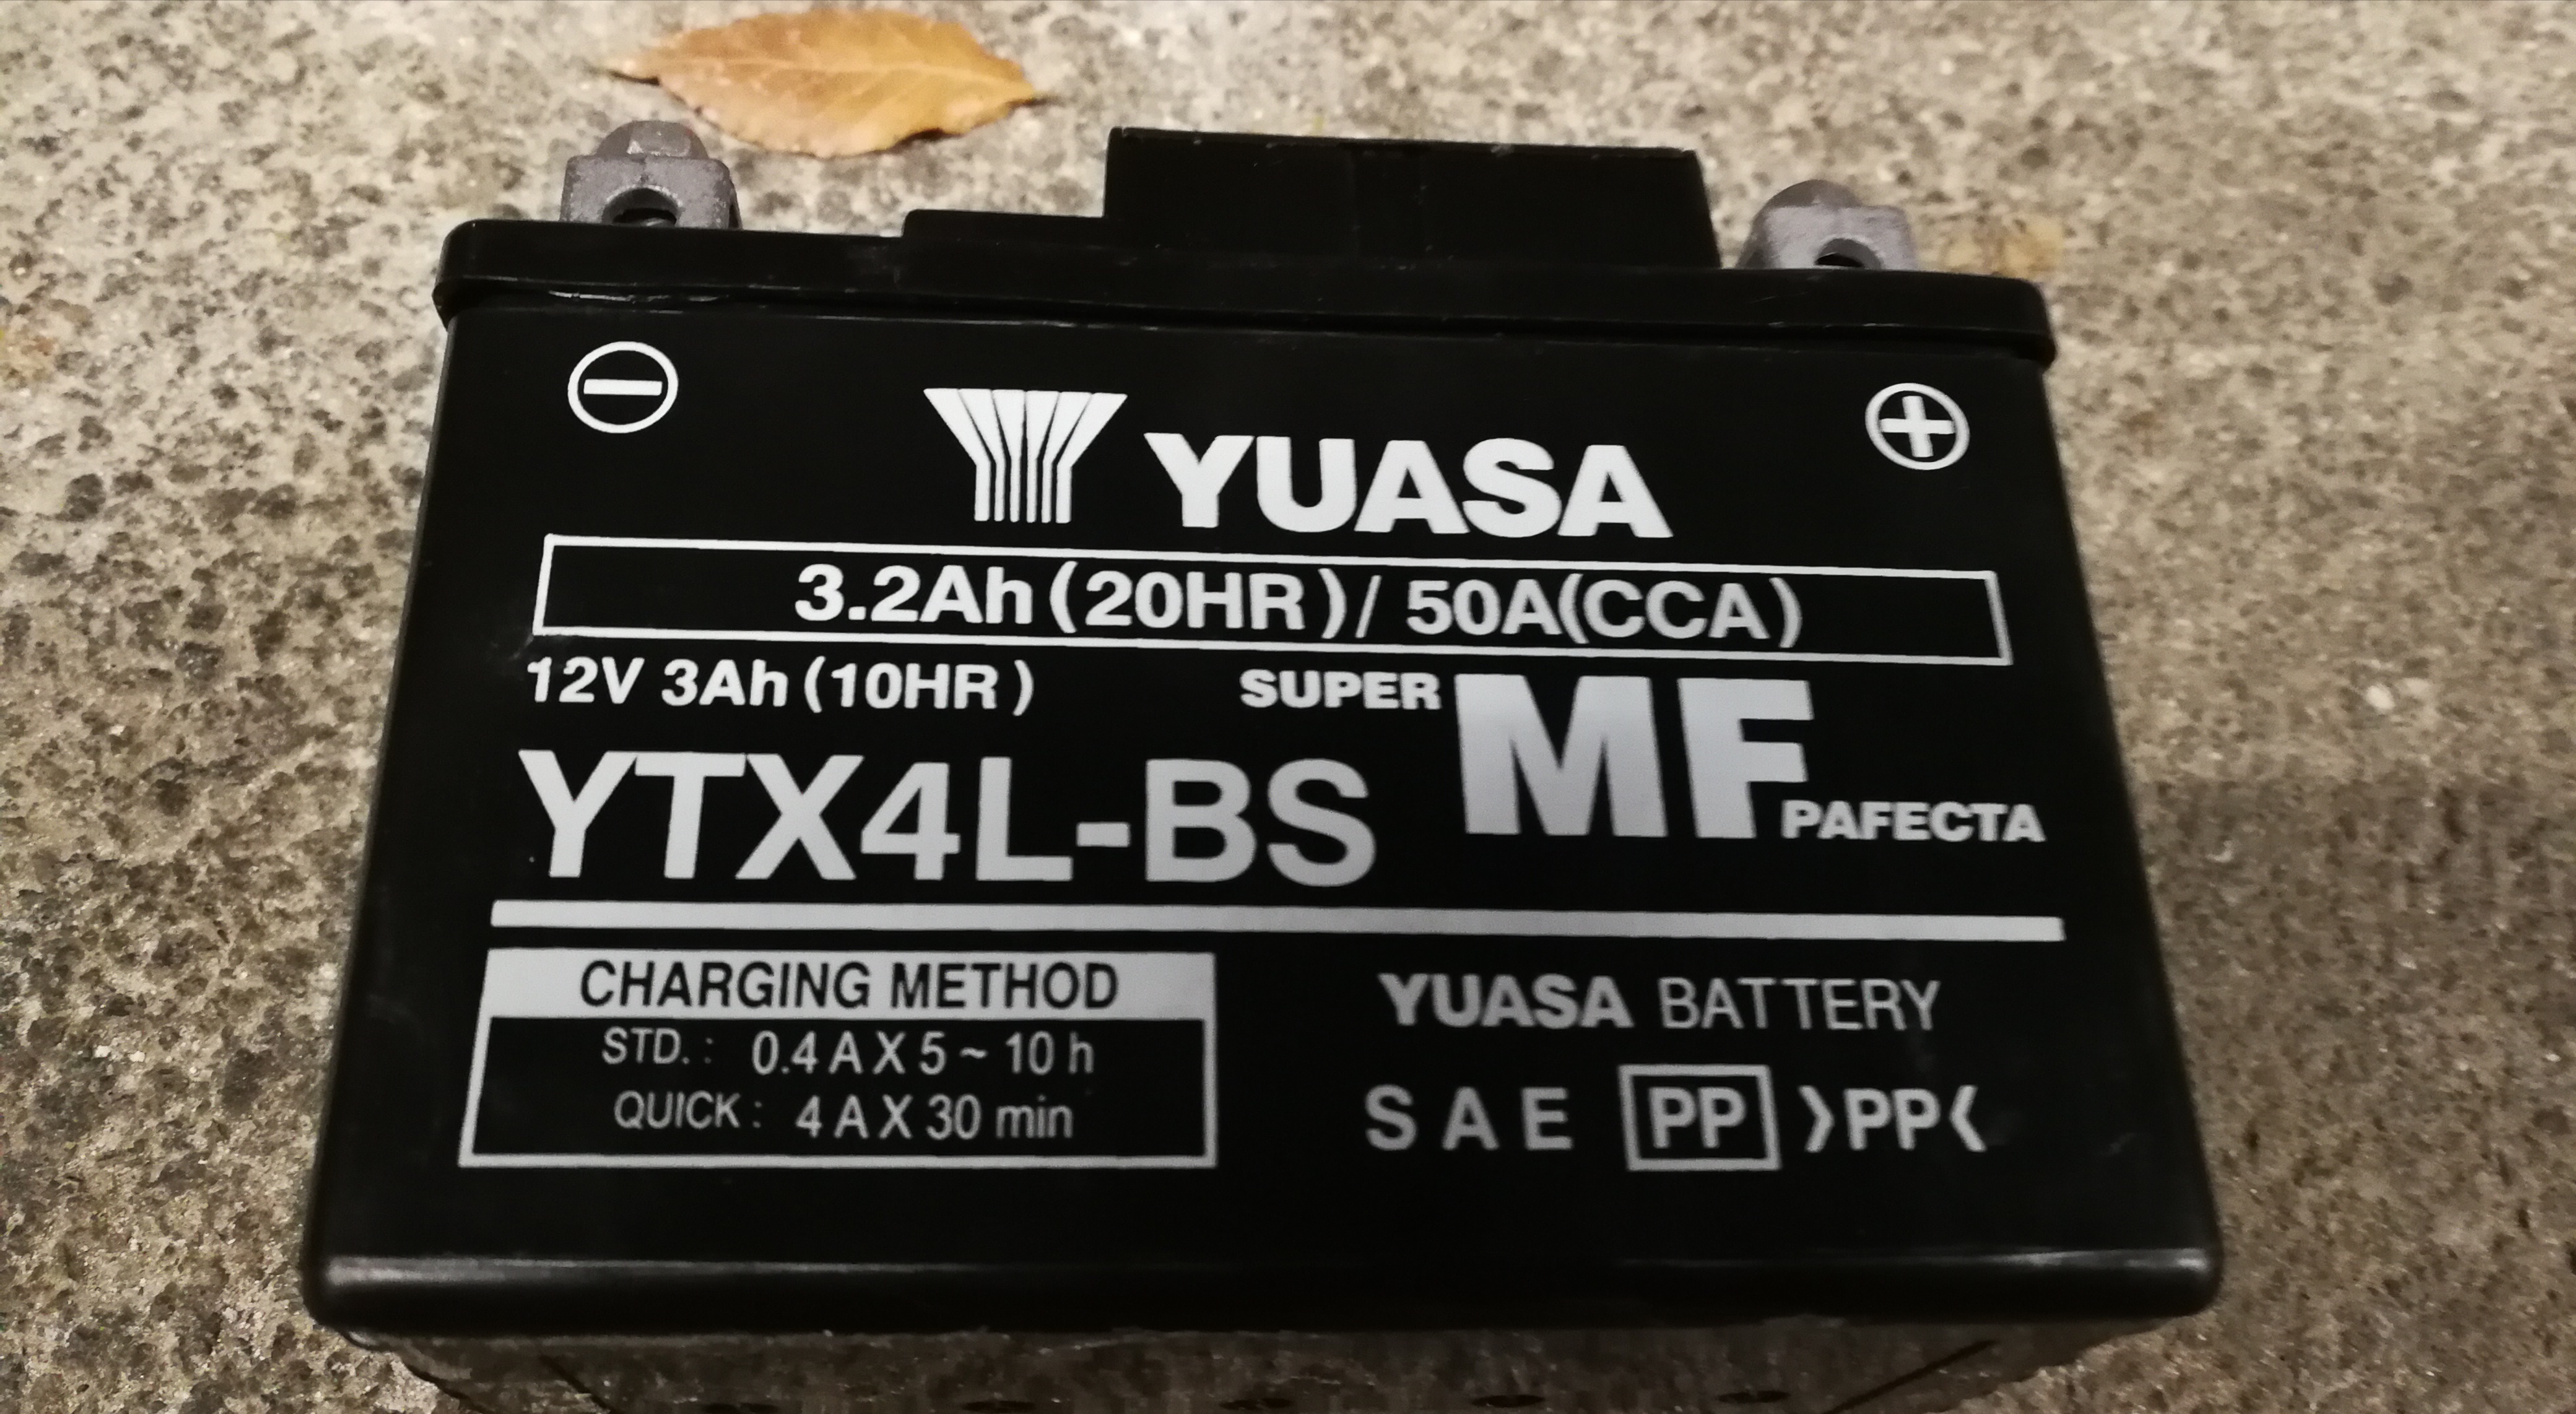 YUASA
3.2Ah (20HR) / 50A(CCA)
12V 3Ah (10HR)
SUPER MF PAFECTA
YTX4L-BS
CHARGING METHOD
STD. : 0.4 A X 5 ~ 10 h
QUICK : 4 A X 30 min
YUASA BATTERY
S A E PP >PP<